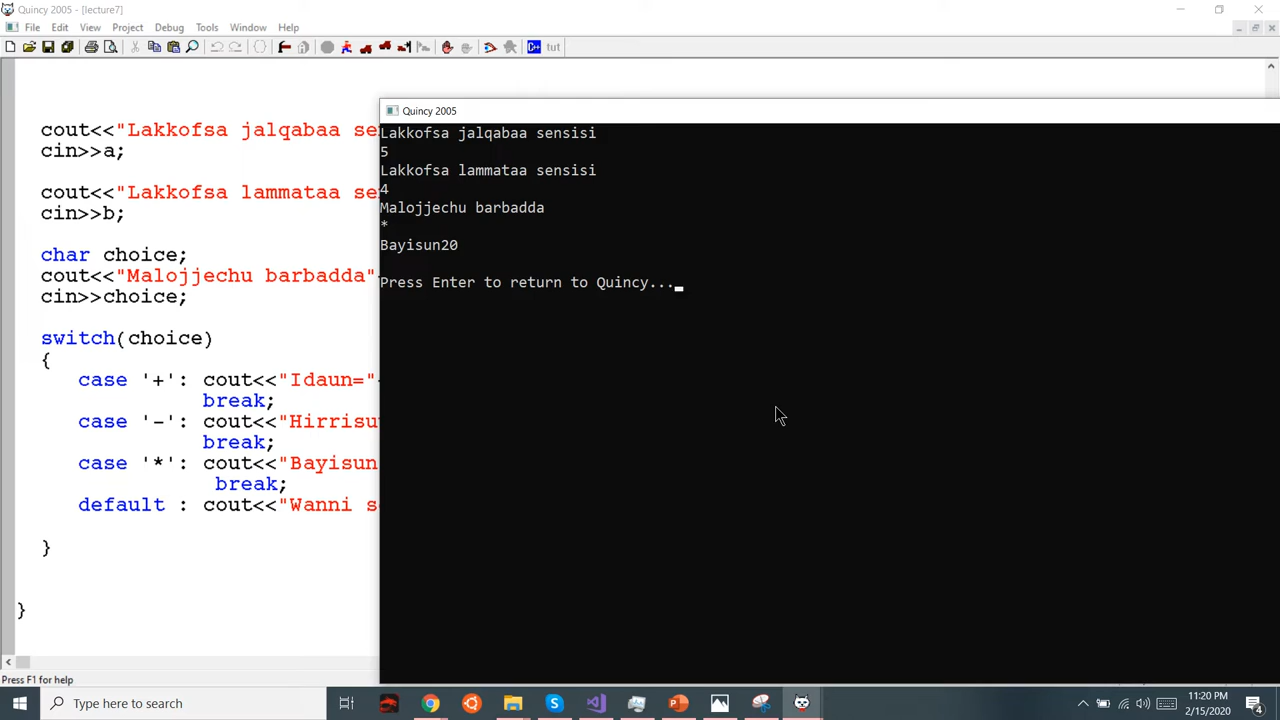 Quincy 2005 - [lecture7]
File Edit View Project Debug Tools Window Help
C++ tut
cout<<"Lakkofsa jalqabaa se
cin>>a;
cout<<"Lakkofsa lammataa se
cin>>b;
char choice;
cout<<"Malojjechu barbadda"
cin>>choice;
switch(choice)
{
case '+': cout<<"Idaun="
break;
case '-': cout<<"Hirrisu
break;
case '*': cout<<"Bayisun
break;
default : cout<<"Wanni s
}
}
Quincy 2005
Lakkofsa jalqabaa sensisi
5
Lakkofsa lammataa sensisi
4
Malojjechu barbadda
*
Bayisun20
Press Enter to return to Quincy...
Press F1 for help
Type here to search
11:20 PM
2/15/2020
4